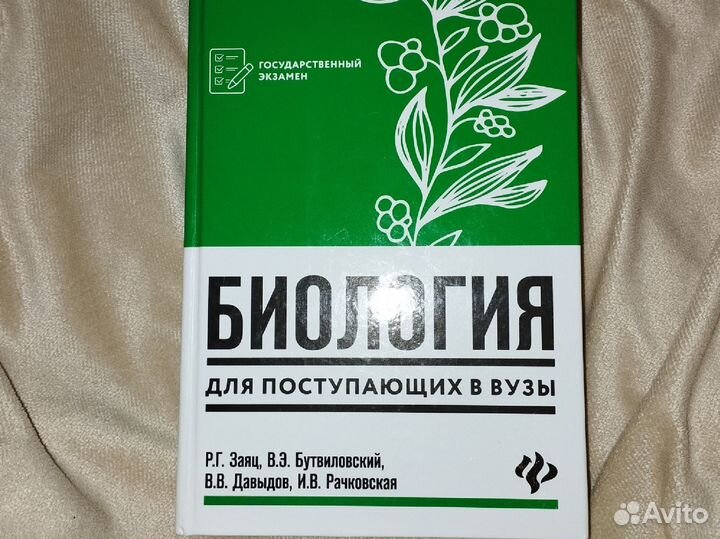 ГОСУДАРСТВЕННЫЙ
ЭКЗАМЕН
БИОЛОГИЯ
ДЛЯ ПОСТУПАЮЩИХ В ВУЗЫ
Р.Г. Заяц, В.Э. Бутвиловский,
В.В. Давыдов, И.В. Рачковская
Avito